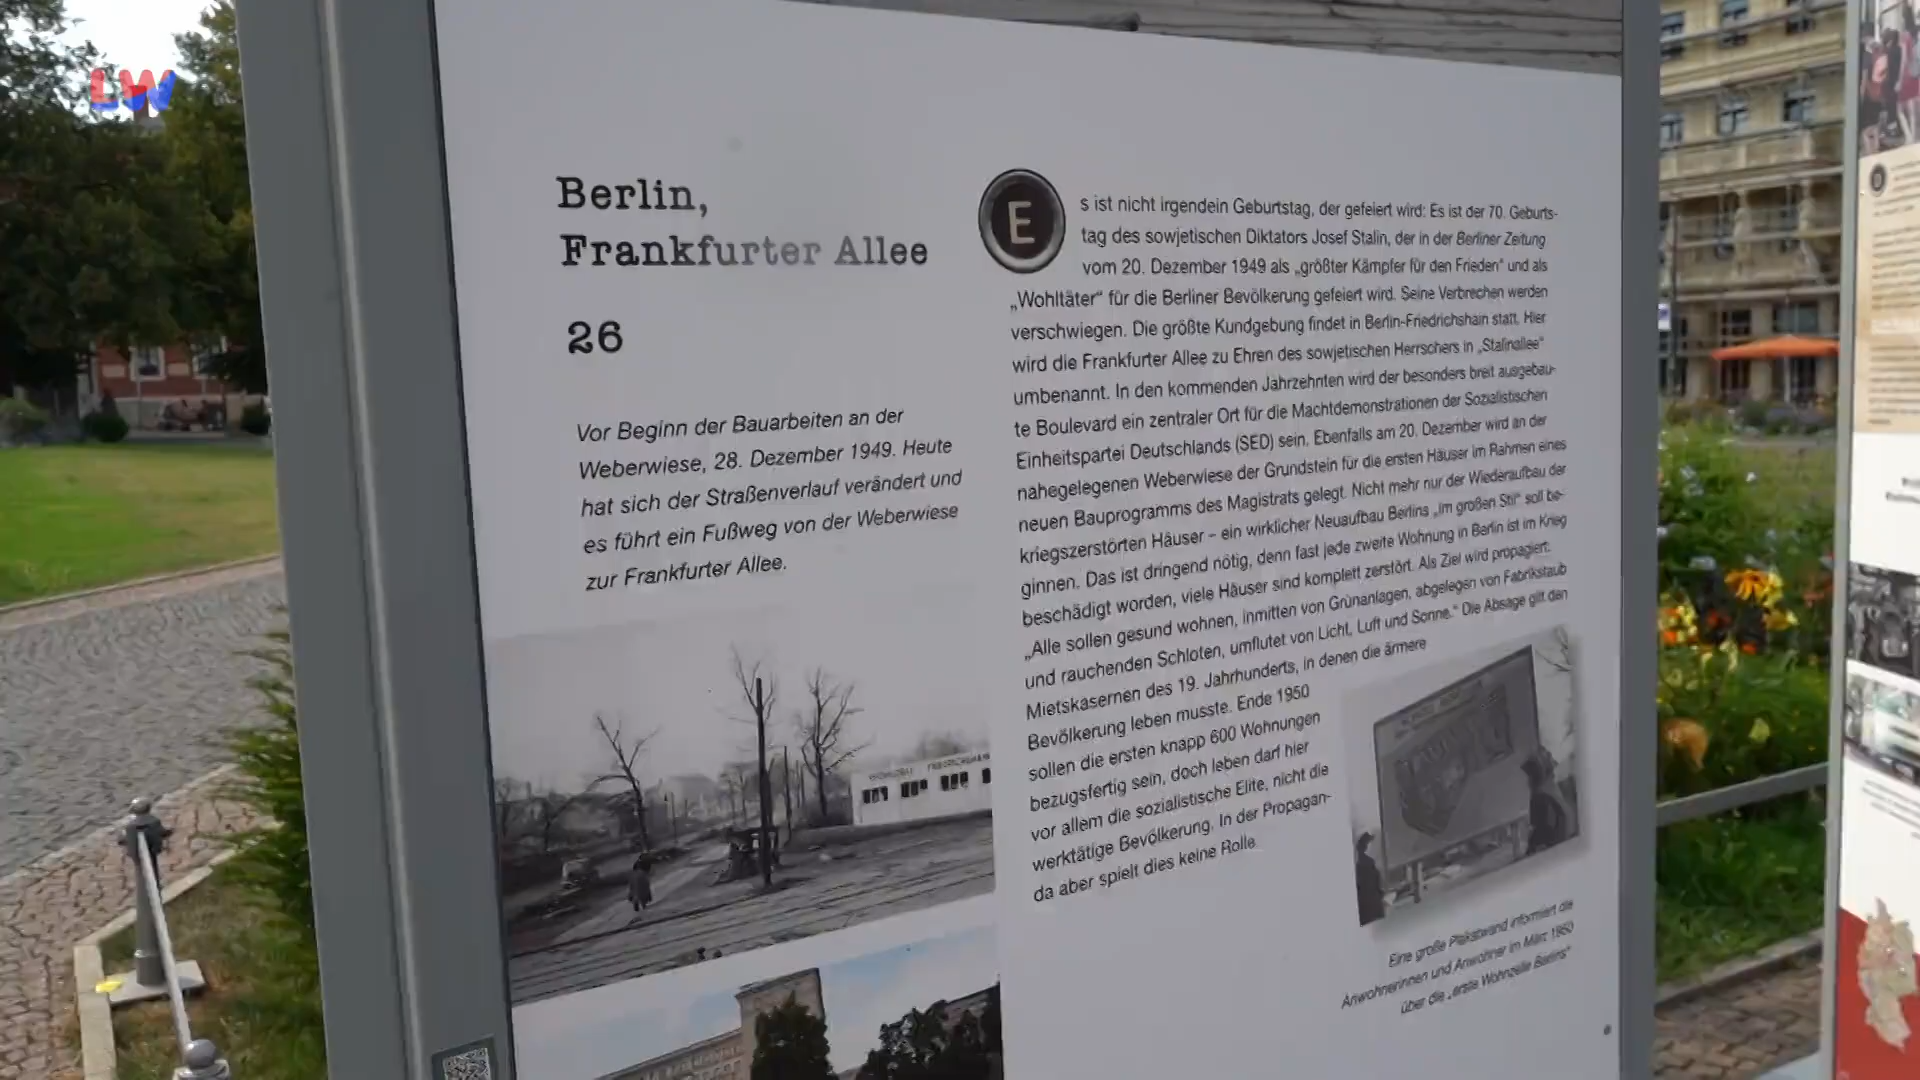 LW
Berlin,
Frankfurter Allee
26
Vor Beginn der Bauarbeiten an der
Weberwiese, 28. Dezember 1949. Heute
hat sich der Straßenverlauf verändert und
es führt ein Fußweg von der Weberwiese
zur Frankfurter Allee.
Es ist nicht irgendein Geburtstag, der gefeiert wird: Es ist der 70. Geburts-
tag des sowjetischen Diktators Josef Stalin, der in der Berliner Zeitung
vom 20. Dezember 1949 als „größter Kämpfer für den Frieden“ und als
„Wohltäter“ für die Berliner Bevölkerung gefeiert wird. Seine Verbrechen werden
verschwiegen. Die größte Kundgebung findet in Berlin-Friedrichshain statt. Hier
wird die Frankfurter Allee zu Ehren des sowjetischen Herrschers in „Stalinallee“
umbenannt. In den kommenden Jahrzehnten wird der besonders breit ausgebau-
te Boulevard ein zentraler Ort für die Machtdemonstrationen der Sozialistischen
Einheitspartei Deutschlands (SED) sein. Ebenfalls am 20. Dezember wird an der
nahegelegenen Weberwiese der Grundstein für die ersten Häuser im Rahmen eines
neuen Bauprogramms des Magistrats gelegt. Nicht mehr nur der Wiederaufbau der
kriegszerstörten Häuser – ein wirklicher Neuaufbau Berlins „im großen Stil“ soll be-
ginnen. Das ist dringend nötig, denn fast jede zweite Wohnung in Berlin ist im Krieg
beschädigt worden, viele Häuser sind komplett zerstört. Als Ziel wird propagiert:
„Alle sollen gesund wohnen, inmitten von Grünanlagen, abgelegen von Fabrikstaub
und rauchenden Schloten, umflutet von Licht, Luft und Sonne.“ Die Absage gilt den
Mietskasernen des 19. Jahrhunderts, in denen die ärmere
Bevölkerung leben musste. Ende 1950
sollen die ersten knapp 600 Wohnungen
bezugsfertig sein, doch leben darf hier
vor allem die sozialistische Elite, nicht die
werktätige Bevölkerung. In der Propagan-
da aber spielt dies keine Rolle.
Eine große Plakatwand informiert die
Anwohnerinnen und Anwohner im März 1950
über die „erste Wohnzelle Berlins“